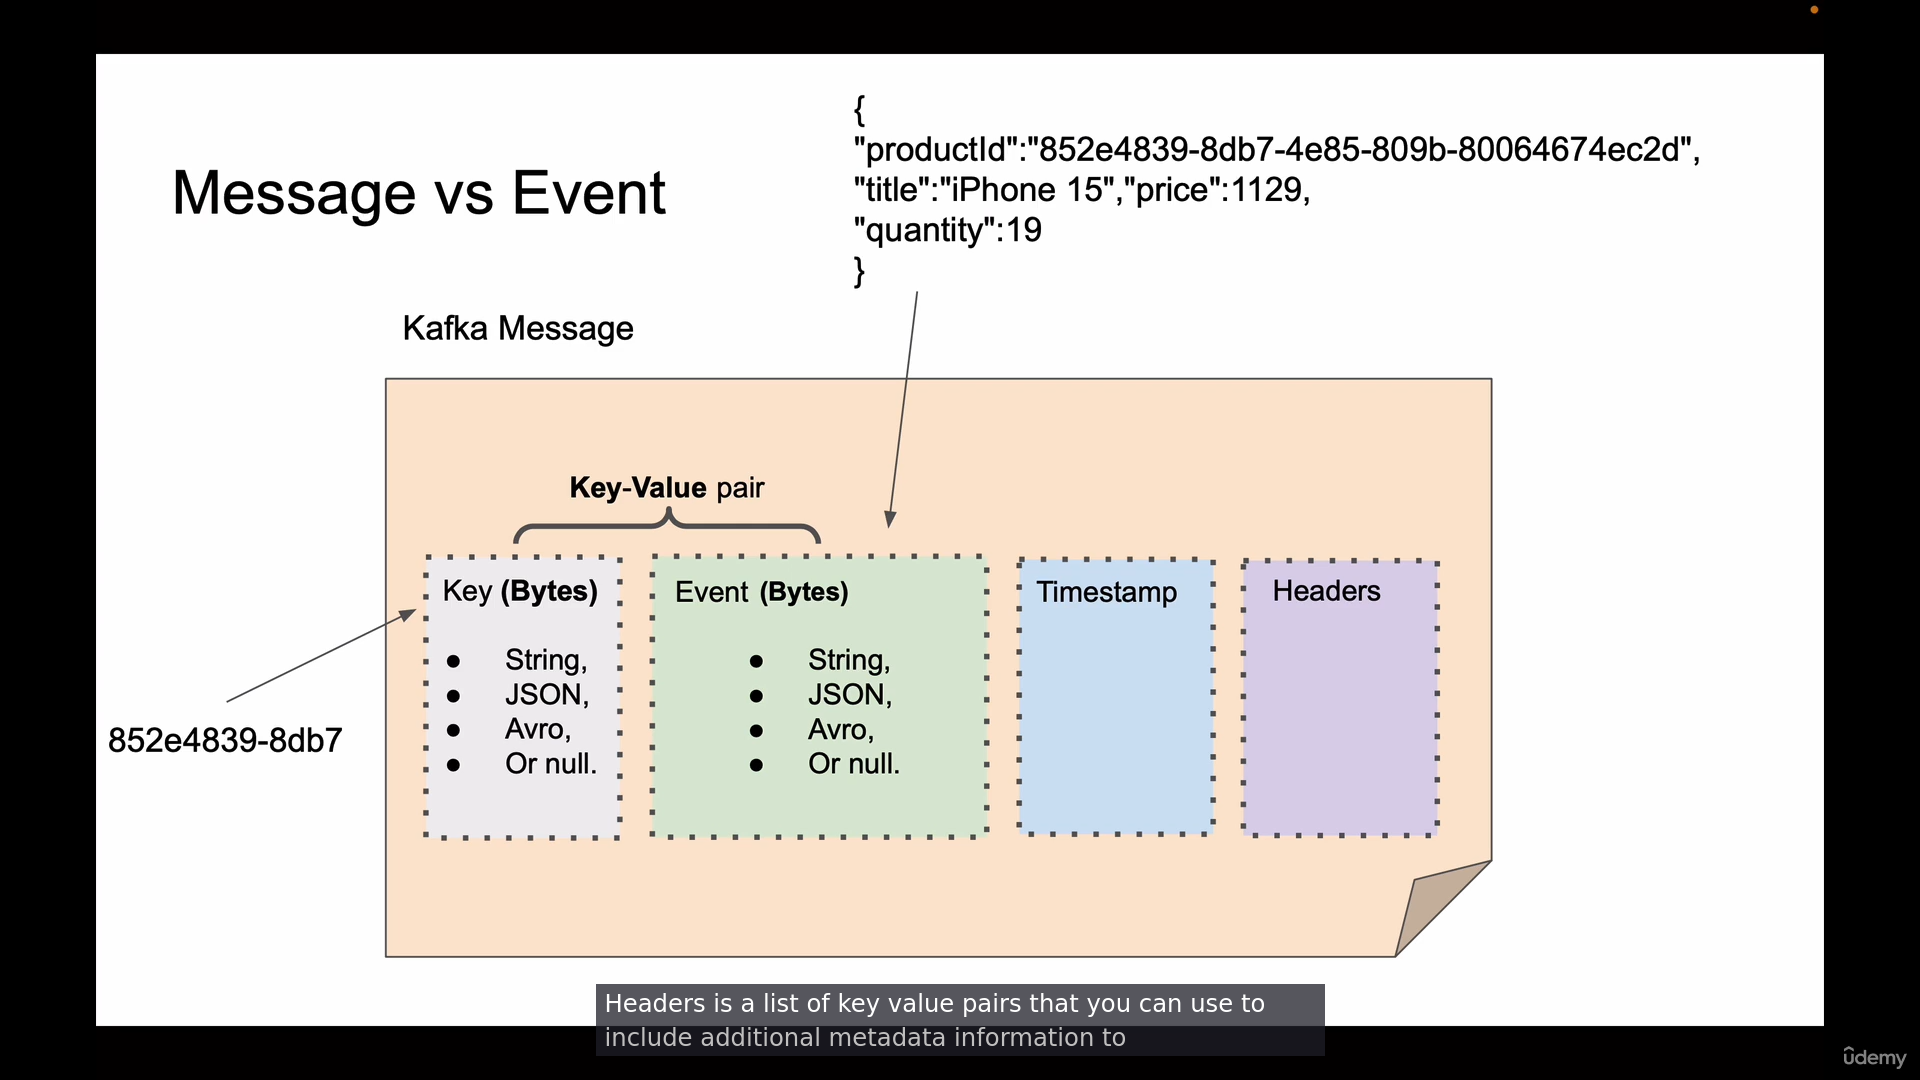 {
"productId":"852e4839-8db7-4e85-809b-80064674ec2d",
"title":"iPhone 15","price":1129,
"quantity":19
}
Message vs Event
Kafka Message
Key-Value pair
Key (Bytes)
● String,
● JSON,
● Avro,
● Or null.
Event (Bytes)
● String,
● JSON,
● Avro,
● Or null.
Timestamp
Headers
852e4839-8db7
Headers is a list of key value pairs that you can use to
include additional metadata information to
ûdemy